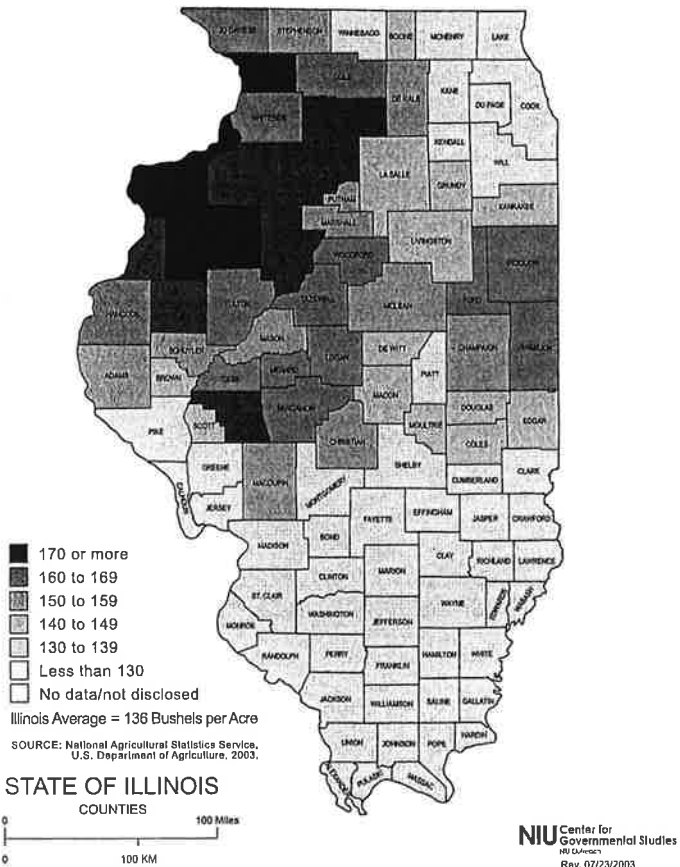 JO DAVIESS STEPHENSON WINNEBAGO BOONE MCHENRY LAKE
OGLE
WHITESIDE DE KALB KANE DU PAGE COOK
KENDALL WILL
LA SALLE GRUNDY
PUTNAM KANKAKEE
MARSHALL LIVINGSTON
WOODFORD IROQUOIS
HANCOCK FULTON TAZEWELL MCLEAN FORD
SCHUYLER MASON DE WITT CHAMPAIGN VERMILION
ADAMS BROWN CASS MENARD LOGAN PIATT
MACON DOUGLAS
PIKE SCOTT SANGAMON MOULTRIE EDGAR
CHRISTIAN COLES
GREENE SHELBY CLARK
CALHOUN MACOUPIN MONTGOMERY CUMBERLAND
JERSEY FAYETTE EFFINGHAM JASPER CRAWFORD
MADISON BOND CLAY RICHLAND LAWRENCE
CLINTON MARION
ST. CLAIR WAYNE EDWARDS WABASH
MONROE WASHINGTON JEFFERSON
RANDOLPH PERRY HAMILTON WHITE
FRANKLIN
JACKSON WILLIAMSON SALINE GALLATIN
UNION JOHNSON POPE HARDIN
ALEXANDER PULASKI MASSAC
170 or more
160 to 169
150 to 159
140 to 149
130 to 139
Less than 130
No data/not disclosed
Illinois Average = 136 Bushels per Acre
SOURCE: National Agricultural Statistics Service,
U.S. Department of Agriculture, 2003.
STATE OF ILLINOIS
COUNTIES
0 100 Miles
0 100 KM
NIU Center for
Governmental Studies
NIU Outreach
Rev. 07/23/2003